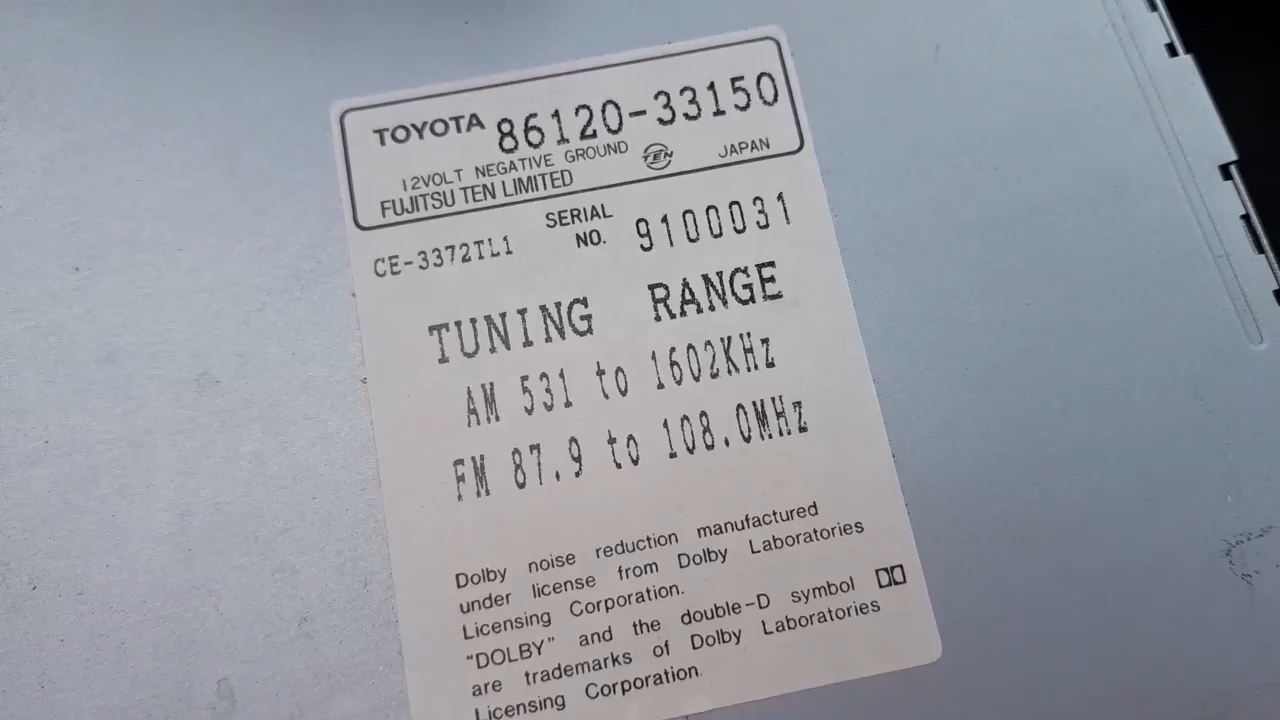 TOYOTA 86120-33150
12VOLT NEGATIVE GROUND TEN JAPAN
FUJITSU TEN LIMITED
CE-3372TL1 SERIAL NO. 9100031
TUNING RANGE
AM 531 to 1602KHz
FM 87.9 to 108.0MHz
Dolby noise reduction manufactured
under license from Dolby Laboratories
Licensing Corporation.
“DOLBY” and the double-D symbol
are trademarks of Dolby Laboratories
Licensing Corporation.